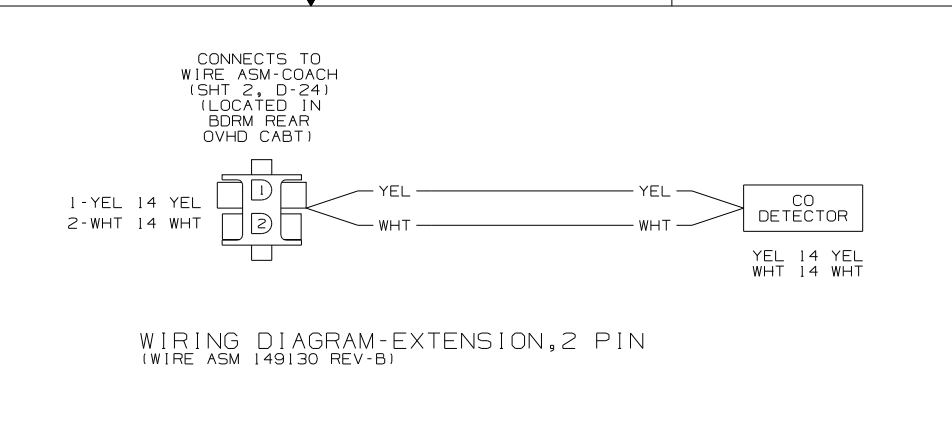 CONNECTS TO
WIRE ASM-COACH
(SHT 2, D-24)
(LOCATED IN
BDRM REAR
OVHD CABT)
1
2
1-YEL 14 YEL
2-WHT 14 WHT
YEL YEL
WHT WHT
CO
DETECTOR
YEL 14 YEL
WHT 14 WHT
WIRING DIAGRAM-EXTENSION,2 PIN
(WIRE ASM 149130 REV-B)